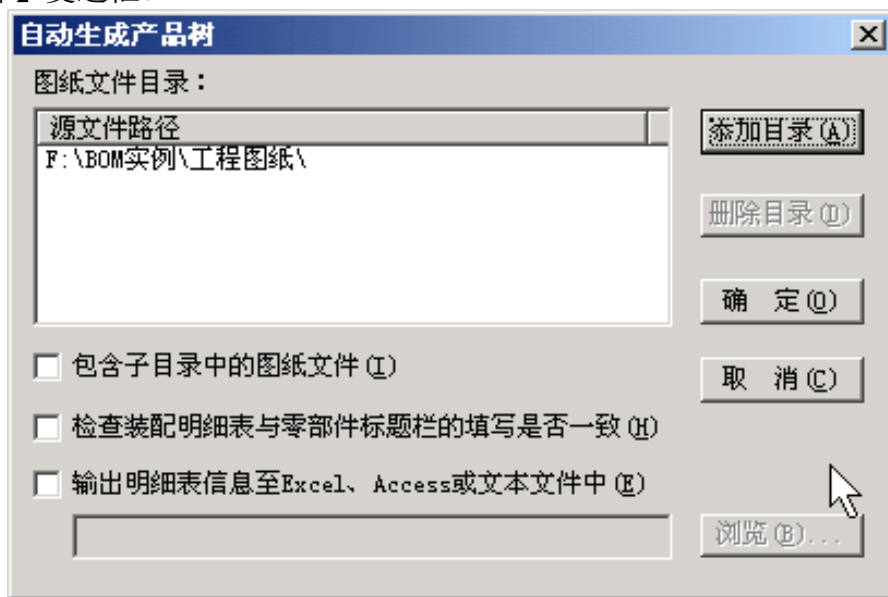 自动生成产品树
图纸文件目录：
源文件路径
添加目录(A)
F:\BOM实例\工程图纸\
删除目录(D)
确 定(O)
包含子目录中的图纸文件(I)
取 消(C)
检查装配明细表与零部件标题栏的填写是否一致(H)
输出明细表信息至Excel、Access或文本文件中(E)
浏览(B)...